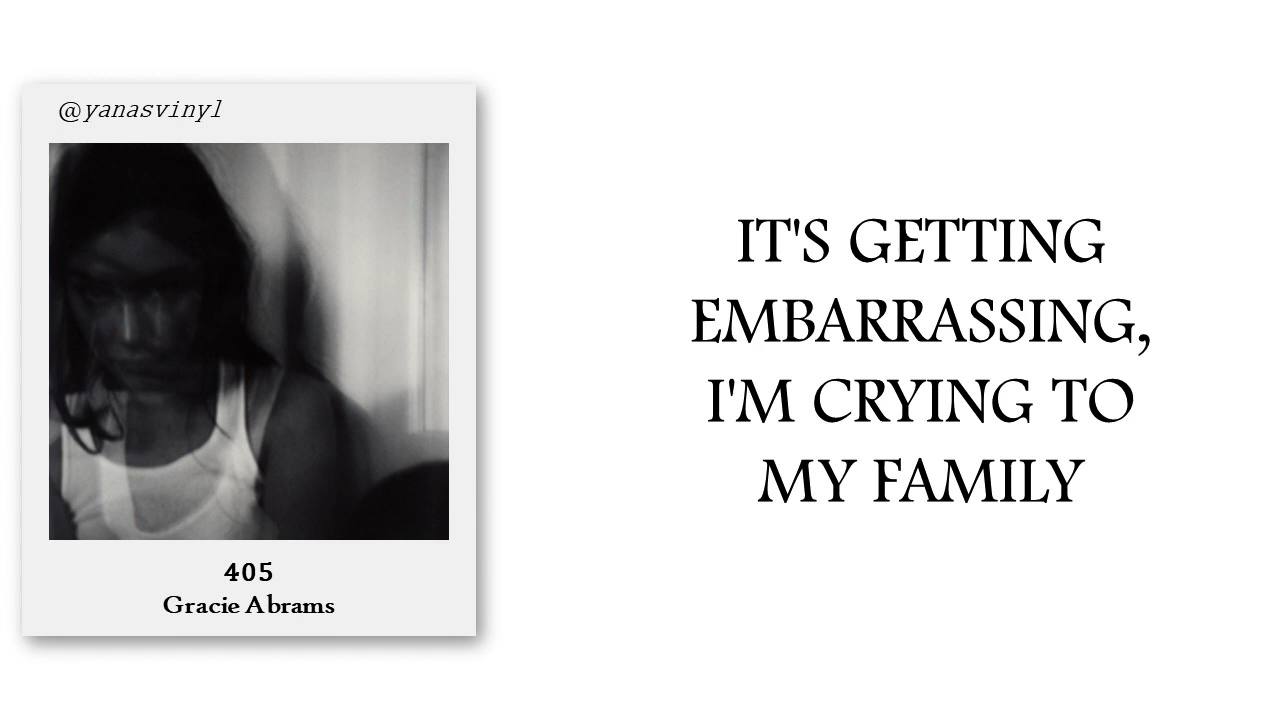 @yanasvinyl
405
Gracie Abrams
IT'S GETTING
EMBARRASSING,
I'M CRYING TO
MY FAMILY